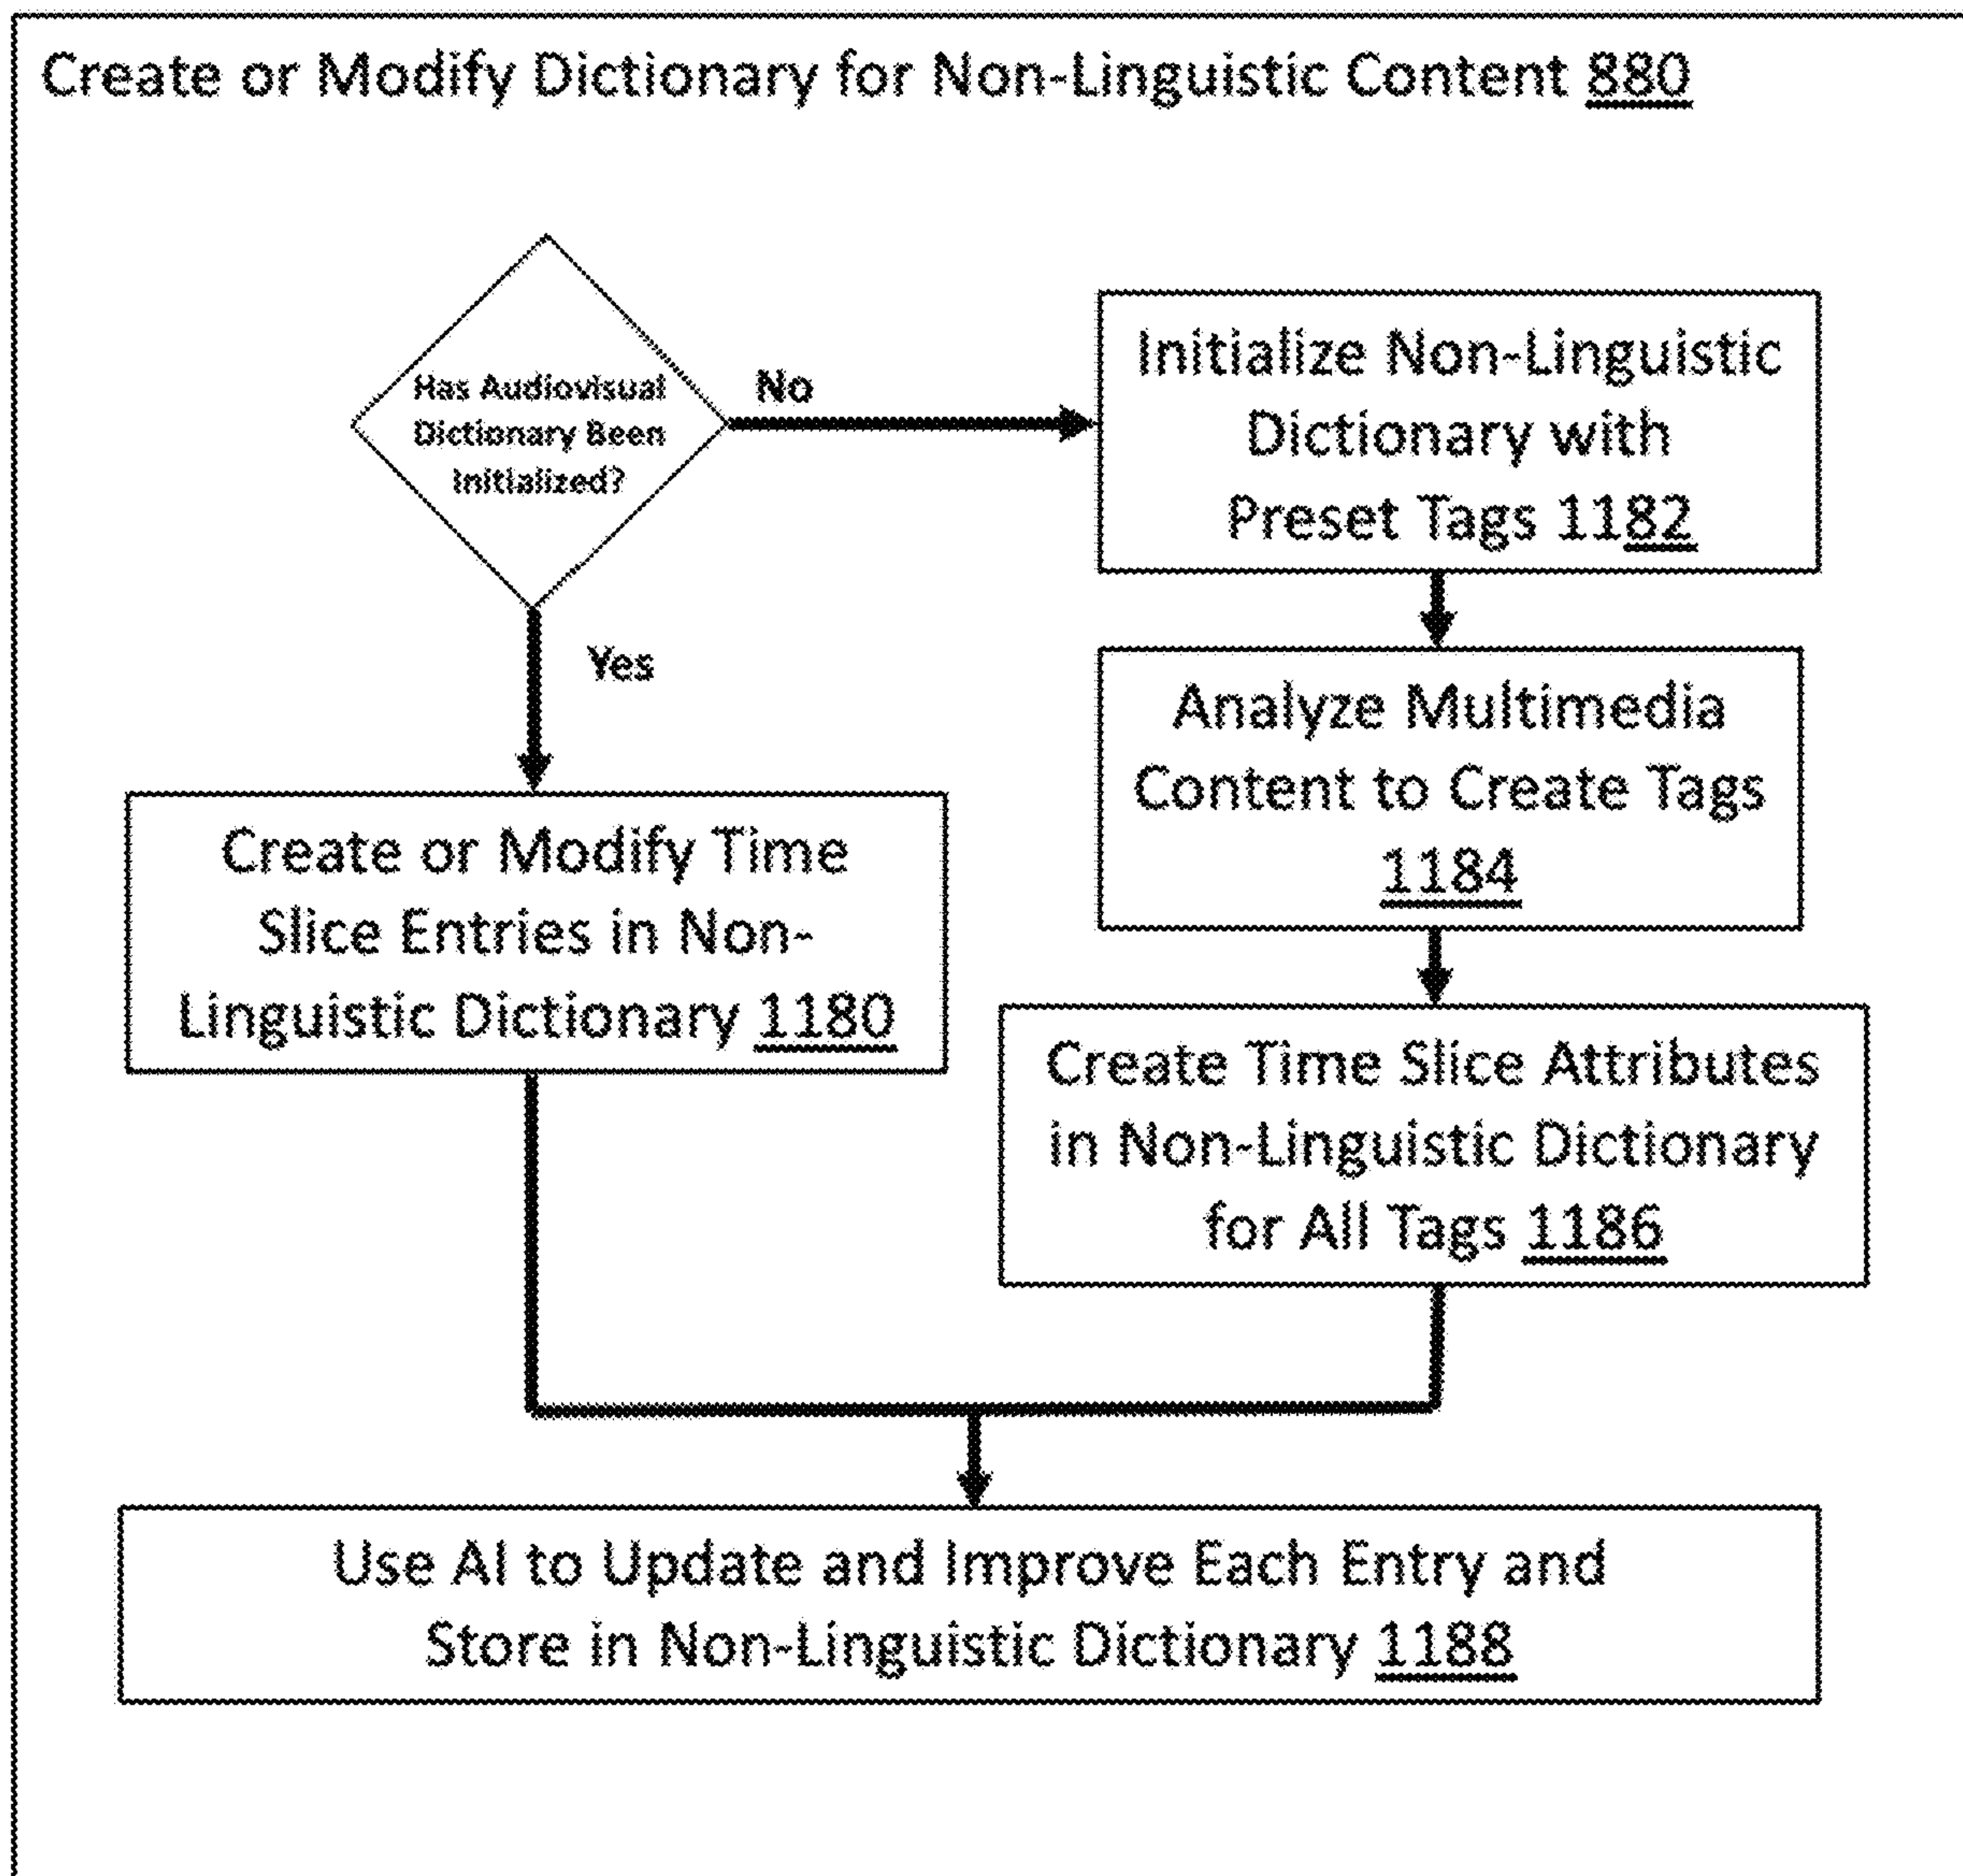 Create or Modify Dictionary for Non-Linguistic Content 880
Has Audiovisual
Dictionary Been
Initialized?
No
Initialize Non-Linguistic
Dictionary with
Preset Tags 1182
Yes
Analyze Multimedia
Content to Create Tags
1184
Create or Modify Time
Slice Entries in Non-
Linguistic Dictionary 1180
Create Time Slice Attributes
in Non-Linguistic Dictionary
for All Tags 1186
Use AI to Update and Improve Each Entry and
Store in Non-Linguistic Dictionary 1188